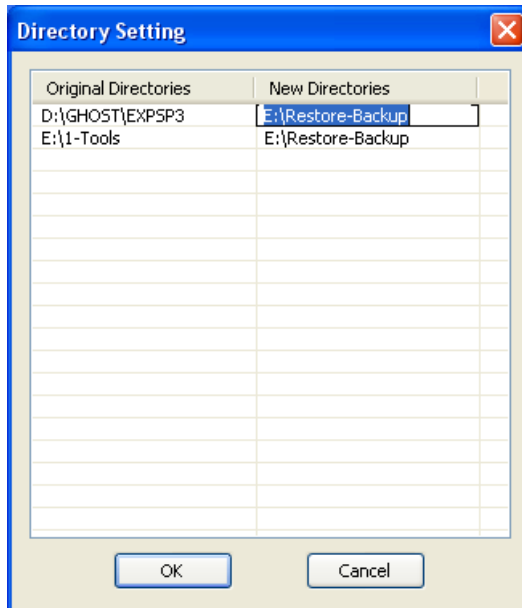 Directory Setting
Original Directories New Directories
D:\GHOST\EXPSP3 E:\Restore-Backup
E:\1-Tools E:\Restore-Backup
OK Cancel